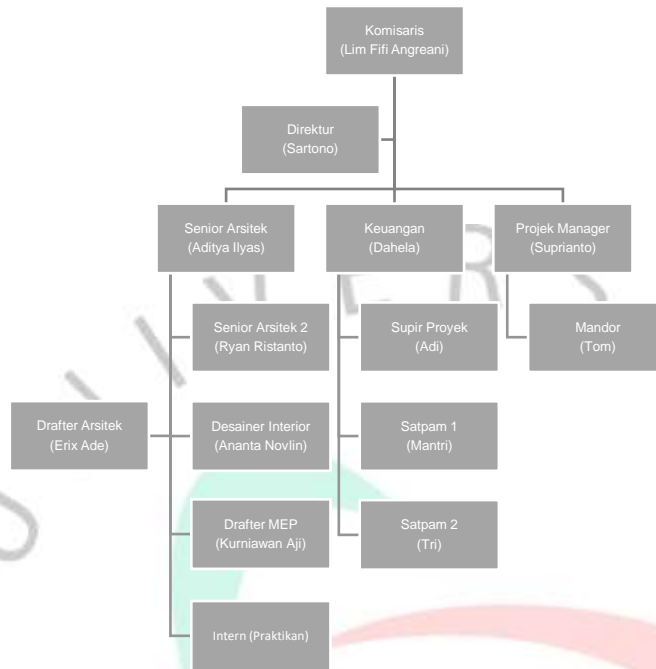 Komisaris
(Lim Fifi Angreani)
Direktur
(Sartono)
Senior Arsitek
(Aditya Ilyas)
Keuangan
(Dahela)
Projek Manager
(Suprianto)
Senior Arsitek 2
(Ryan Ristanto)
Supir Proyek
(Adi)
Mandor
(Tom)
Drafter Arsitek
(Erix Ade)
Desainer Interior
(Ananta Novlin)
Satpam 1
(Mantri)
Drafter MEP
(Kurniawan Aji)
Satpam 2
(Tri)
Intern (Praktikan)